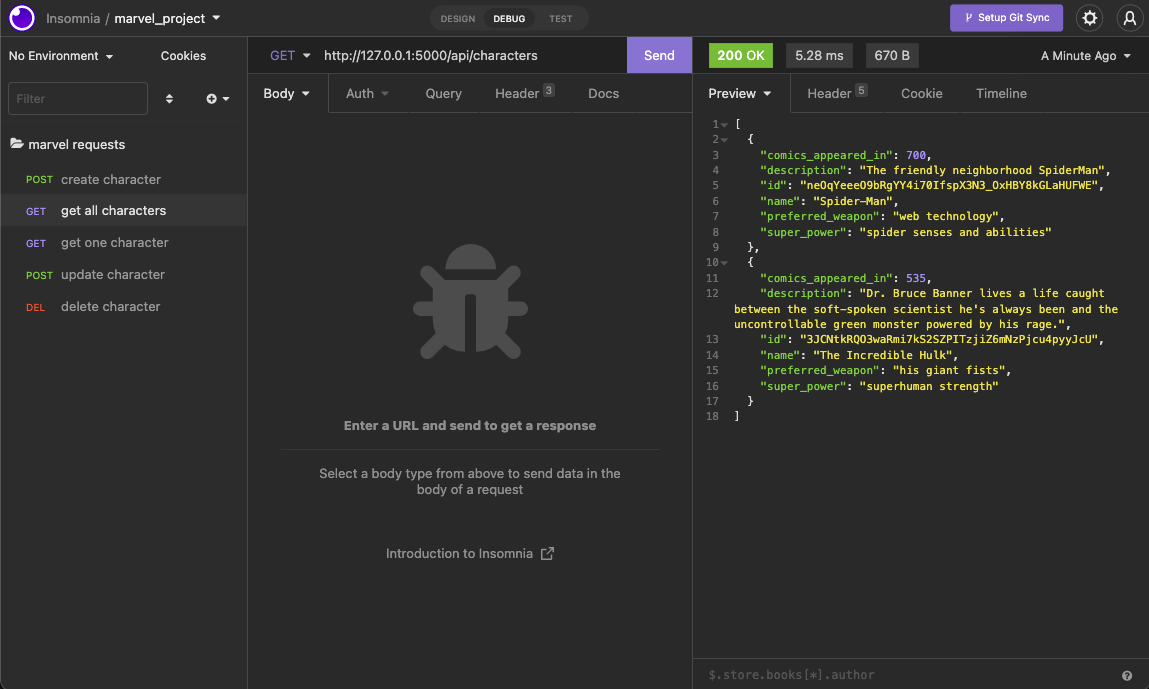 Insomnia / marvel_project
DESIGN DEBUG TEST
Setup Git Sync
No Environment Cookies
GET http://127.0.0.1:5000/api/characters Send
200 OK 5.28 ms 670 B A Minute Ago
Filter
Body Auth Query Header 3 Docs
Preview Header 5 Cookie Timeline
marvel requests
POST create character
GET get all characters
GET get one character
POST update character
DEL delete character
Enter a URL and send to get a response
Select a body type from above to send data in the
body of a request
Introduction to Insomnia
1 [
2 {
3 "comics_appeared_in": 700,
4 "description": "The friendly neighborhood SpiderMan",
5 "id": "neOqYeeeO9bRgYY4i70IfspX3N3_OxHBY8kGLaHUFWE",
6 "name": "Spider-Man",
7 "preferred_weapon": "web technology",
8 "super_power": "spider senses and abilities"
9 },
10 {
11 "comics_appeared_in": 535,
12 "description": "Dr. Bruce Banner lives a life caught
between the soft-spoken scientist he's always been and the
uncontrollable green monster powered by his rage.",
13 "id": "3JCNtkRQO3waRmi7kS2SZPITzjiZ6mNzPjcu4pyyJcU",
14 "name": "The Incredible Hulk",
15 "preferred_weapon": "his giant fists",
16 "super_power": "superhuman strength"
17 }
18 ]
$.store.books[*].author